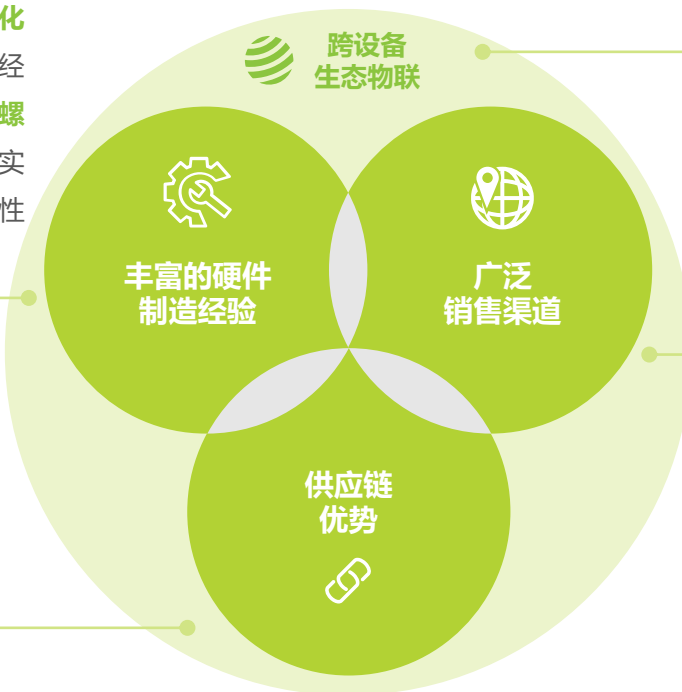 化
经
螺
实
性
跨设备
生态物联
丰富的硬件
制造经验
广泛
销售渠道
供应链
优势